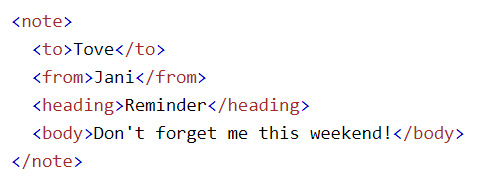 <note>
  <to>Tove</to>
  <from>Jani</from>
  <heading>Reminder</heading>
  <body>Don't forget me this weekend!</body>
</note>